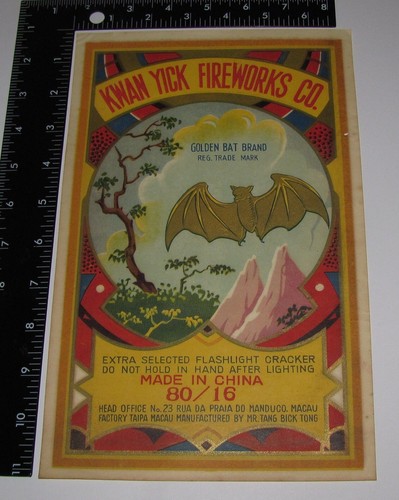 KWAN YICK FIREWORKS CO.
GOLDEN BAT BRAND
REG. TRADE MARK
EXTRA SELECTED FLASHLIGHT CRACKER
DO NOT HOLD IN HAND AFTER LIGHTING
MADE IN CHINA
80/16
HEAD OFFICE No. 23 RUA DA PRAIA DO MANDUCO. MACAU
FACTORY TAIPA MACAU MANUFACTURED BY MR. TANG BICK TONG